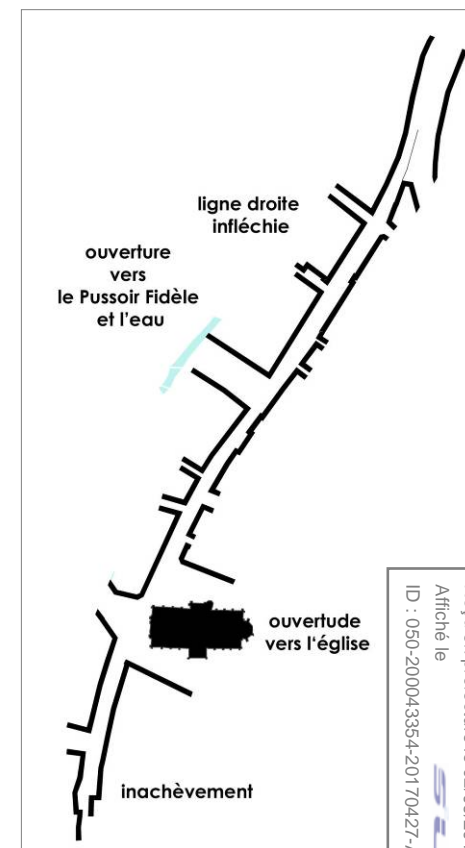 ligne droite
infléchie
ouverture
vers
le Pussoir Fidèle
et l'eau
ouvertude
vers l'église
inachèvement
Affiché le
ID : 050-200043354-20170427-